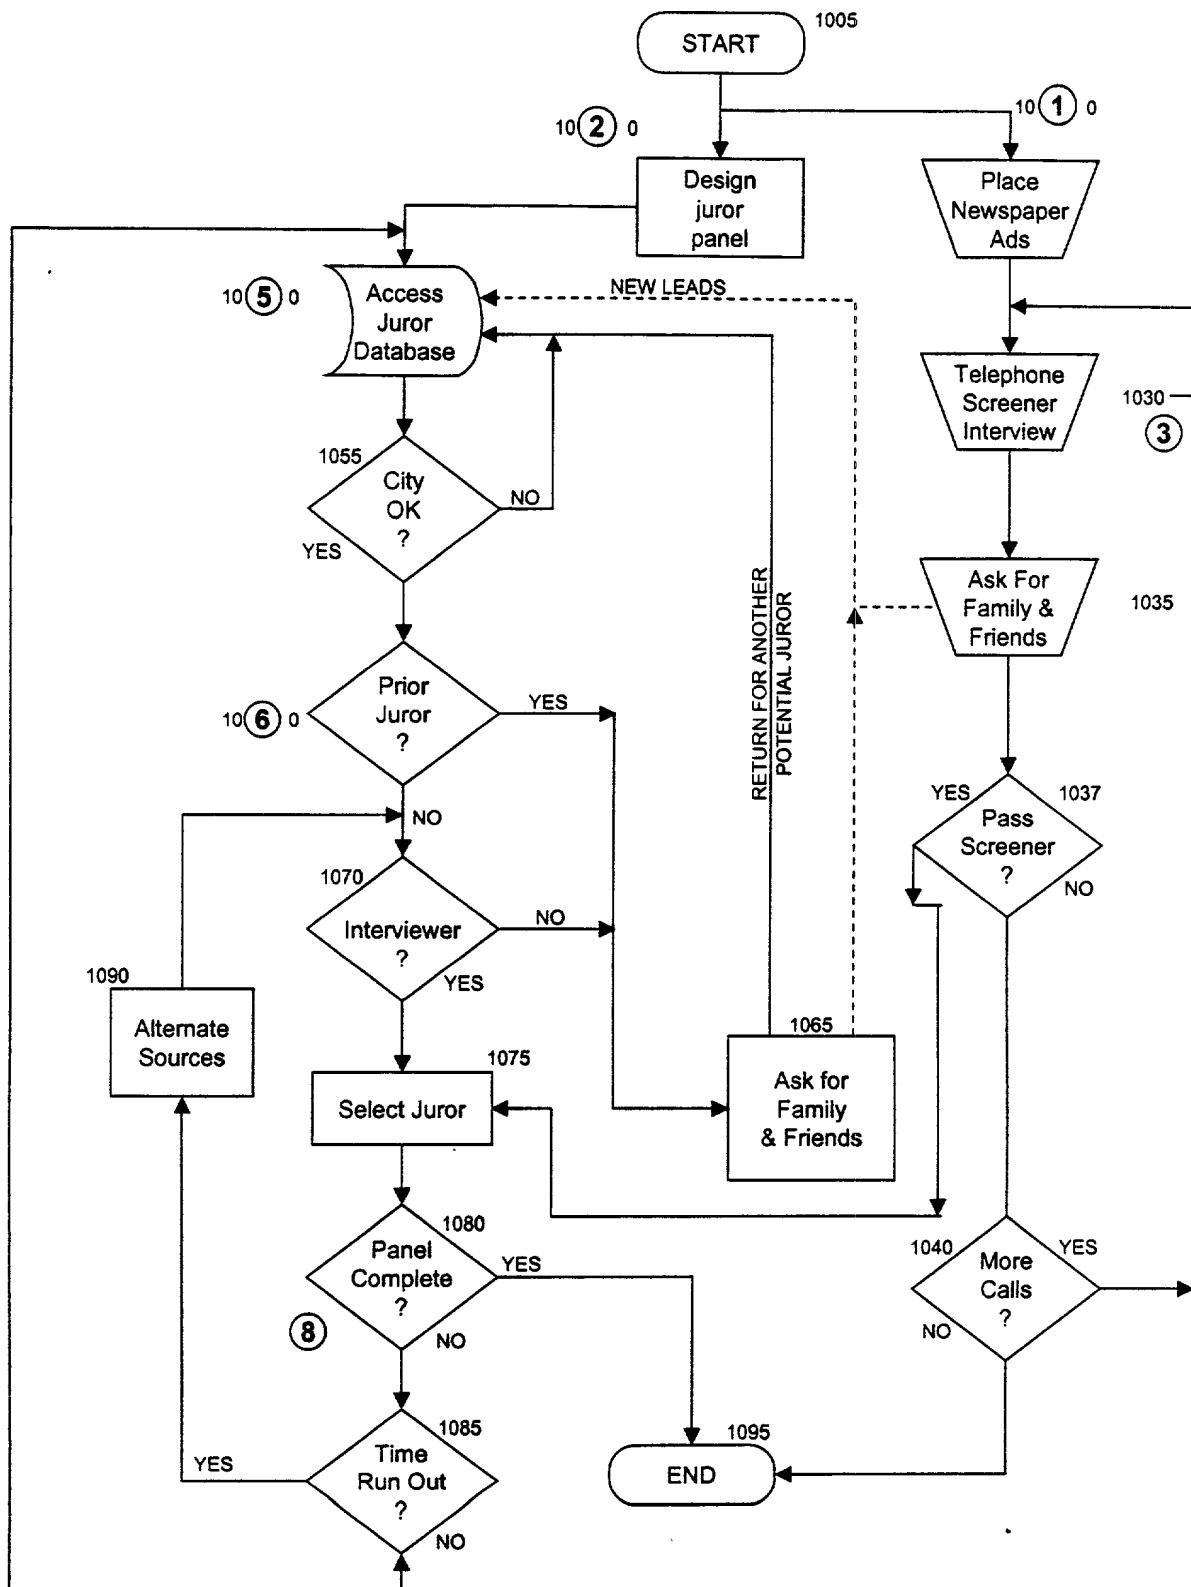 1005
START
10 1 0
10 2 0
Place
Newspaper
Ads
Design
juror
panel
10 5 0
Access
Juror
Database
NEW LEADS
Telephone
Screener
Interview
1030
3
1055
City
OK
?
NO
YES
Ask For
Family &
Friends
1035
RETURN FOR ANOTHER
POTENTIAL JUROR
10 6 0
Prior
Juror
?
YES
NO
YES
1037
Pass
Screener
?
NO
1070
Interviewer
?
NO
YES
1090
Alternate
Sources
1065
Ask for
Family
& Friends
1075
Select Juror
1080
Panel
Complete
?
YES
NO
8
1040
More
Calls
?
YES
NO
1085
Time
Run Out
?
YES
NO
1095
END